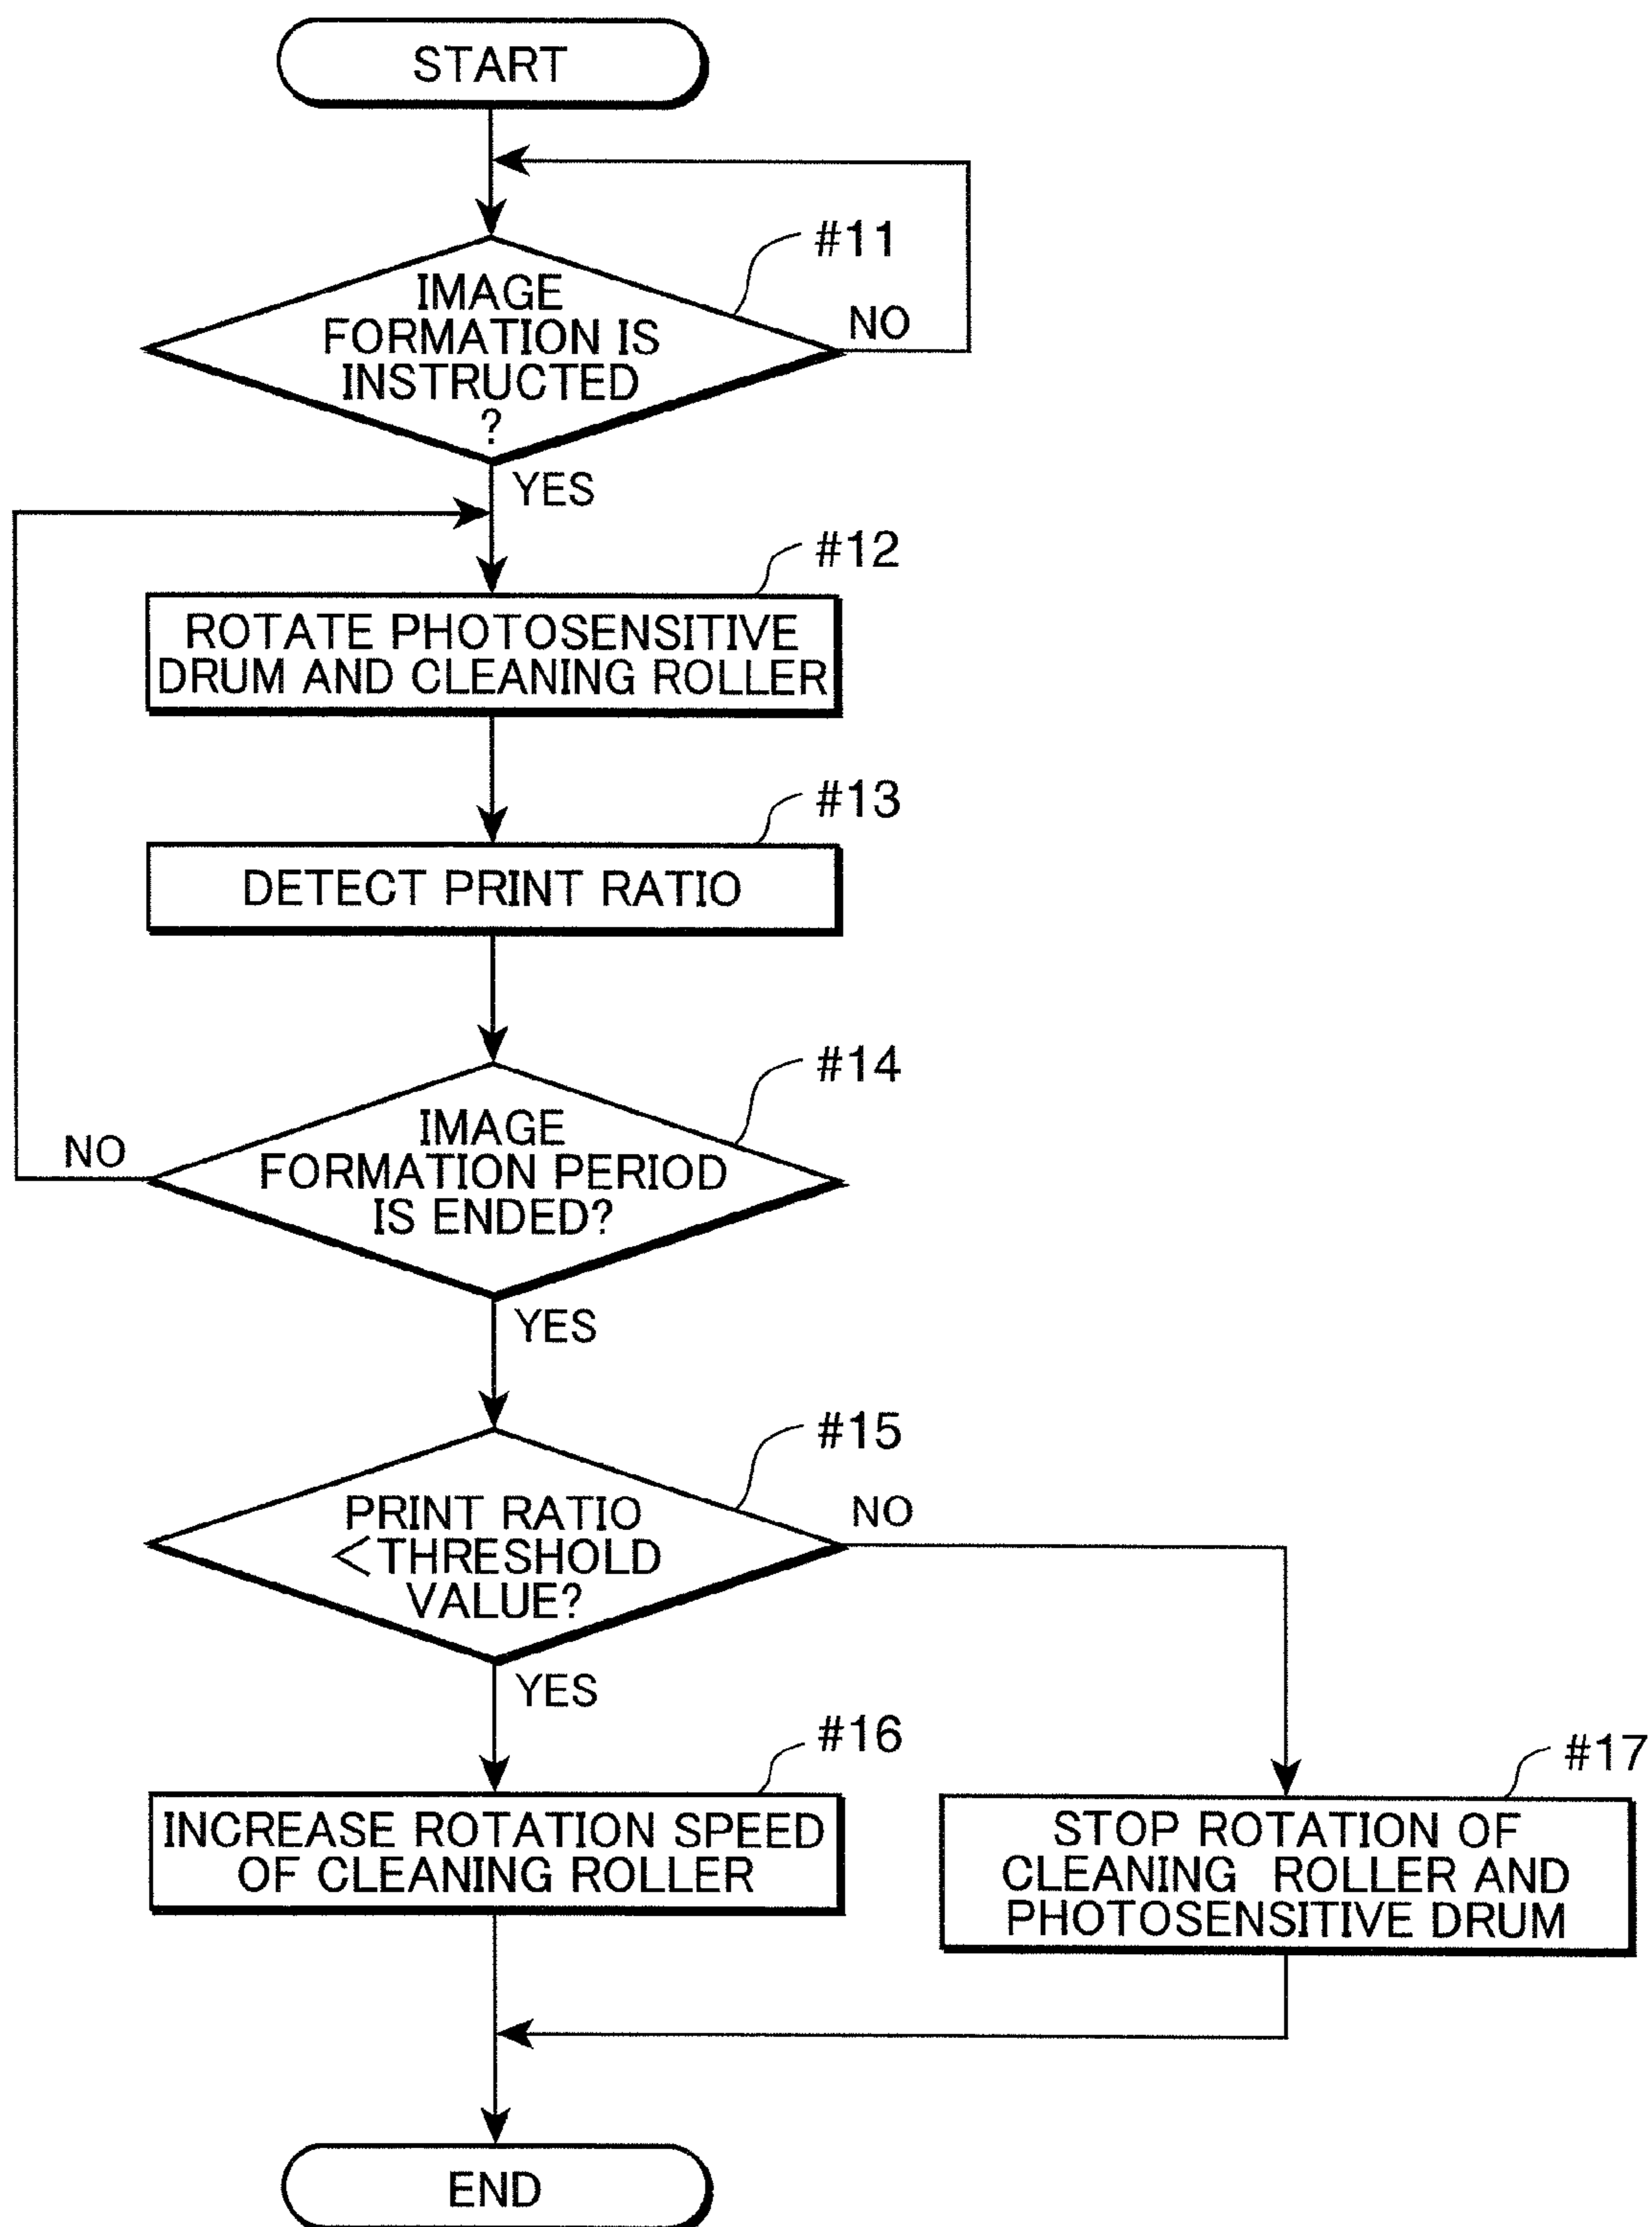 START
#11
IMAGE
FORMATION IS
INSTRUCTED
?
NO
YES
#12
ROTATE PHOTOSENSITIVE
DRUM AND CLEANING ROLLER
#13
DETECT PRINT RATIO
#14
IMAGE
FORMATION PERIOD
IS ENDED?
NO
YES
#15
PRINT RATIO
<THRESHOLD
VALUE?
NO
YES
#16
INCREASE ROTATION SPEED
OF CLEANING ROLLER
#17
STOP ROTATION OF
CLEANING ROLLER AND
PHOTOSENSITIVE DRUM
END